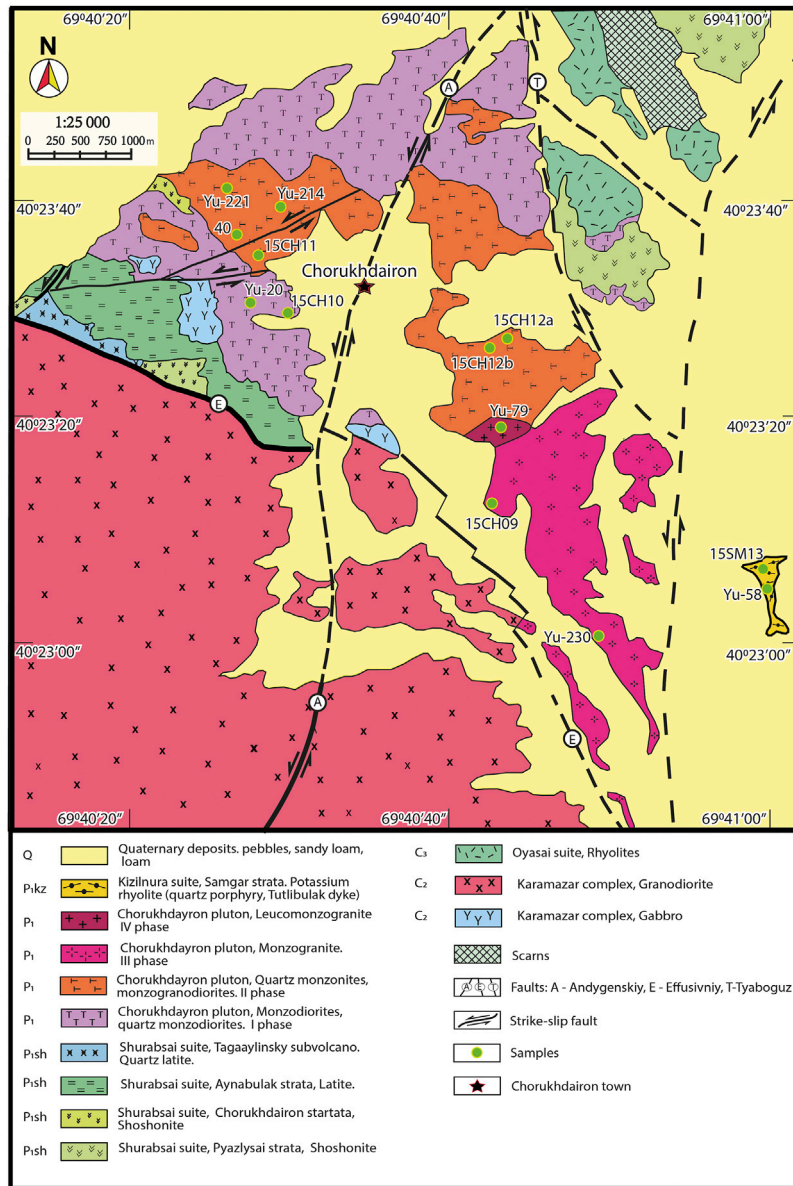 69º40′20″
69º40′40″
69º41′00″
N
A
T
1:25 000
0 250 500 750 1000 m
40º23′40″
40º23′40″
Yu-221
Yu-214
40
15CH11
Chorukhdairon
Yu-20
15CH10
15CH12a
15CH12b
E
40º23′20″
Yu-79
40º23′20″
15CH09
15SM13
Yu-58
Yu-230
40º23′00″
40º23′00″
A
E
69º40′20″
69º40′40″
69º41′00″
Q Quaternary deposits. pebbles, sandy loam,
loam
P₁kz Kizilnura suite, Samgar strata. Potassium
rhyolite (quartz porphyry, Tutlibulak dyke)
P₁ Chorukhdayron pluton, Leucomonzogranite
IV phase
P₁ Chorukhdayron pluton, Monzogranite.
III phase
P₁ Chorukhdayron pluton, Quartz monzonites,
monzogranodiorites. II phase
P₁ Chorukhdayron pluton, Monzodiorites,
quartz monzodiorites. I phase
P₁sh Shurabsai suite, Tagaaylinsky subvolcano.
Quartz latite.
P₁sh Shurabsai suite, Aynabulak strata, Latite.
P₁sh Shurabsai suite, Chorukhdairon startata,
Shoshonite
P₁sh Shurabsai suite, Pyazlysai strata, Shoshonite
C₃ Oyasai suite, Rhyolites
C₂ Karamazar complex, Granodiorite
C₂ Karamazar complex, Gabbro
Scarns
A E T Faults: A - Andygenskiy, E - Effusivniy, T-Tyaboguz
Strike-slip fault
Samples
Chorukhdairon town